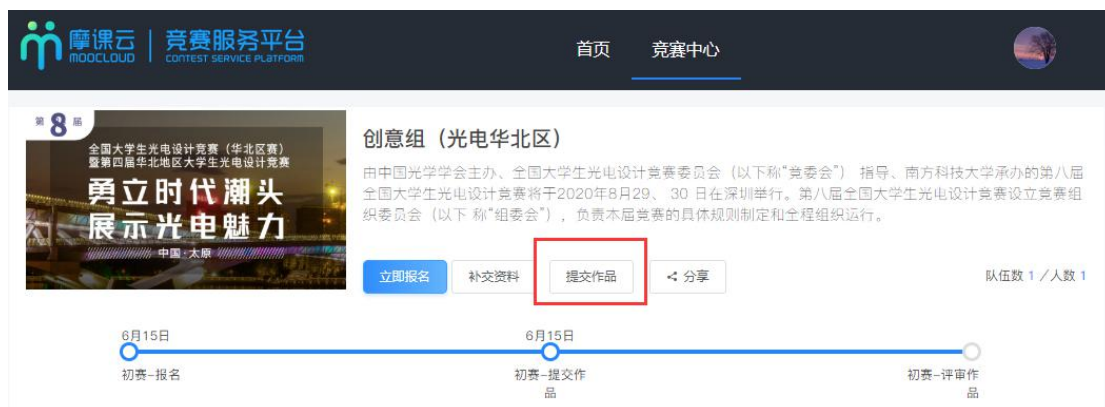 摩课云 | 竞赛服务平台
MOOCLOUD CONTEST SERVICE PLATFORM
首页 竞赛中心
第8届
全国大学生光电设计竞赛（华北区赛）
暨第四届华北地区大学生光电设计竞赛
勇立时代潮头
展示光电魅力
中国·太原
创意组（光电华北区）
由中国光学学会主办、全国大学生光电设计竞赛委员会（以下称“竞委会”） 指导、南方科技大学承办的第八届
全国大学生光电设计竞赛将于2020年8月29、 30 日在深圳举行。第八届全国大学生光电设计竞赛设立竞赛组
织委员会（以下 称“组委会”），负责本届竞赛的具体规则制定和全程组织运行。
立即报名 补交资料 提交作品 分享
队伍数 1 / 人数 1
6月15日 6月15日
初赛-报名 初赛-提交作 初赛-评审作
品 品